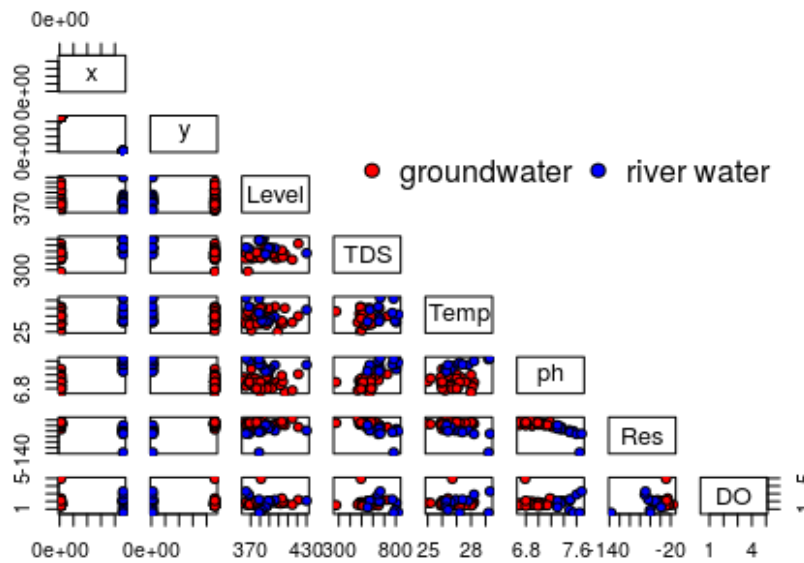 0e+00
x
0e+00
y
0e+00
groundwater river water
Level
370
TDS
300
Temp
25
ph
6.8
Res
-140
DO
1 5
1 5
0e+00 0e+00 370 430 300 800 25 28 6.8 7.6 -140 -20 1 4